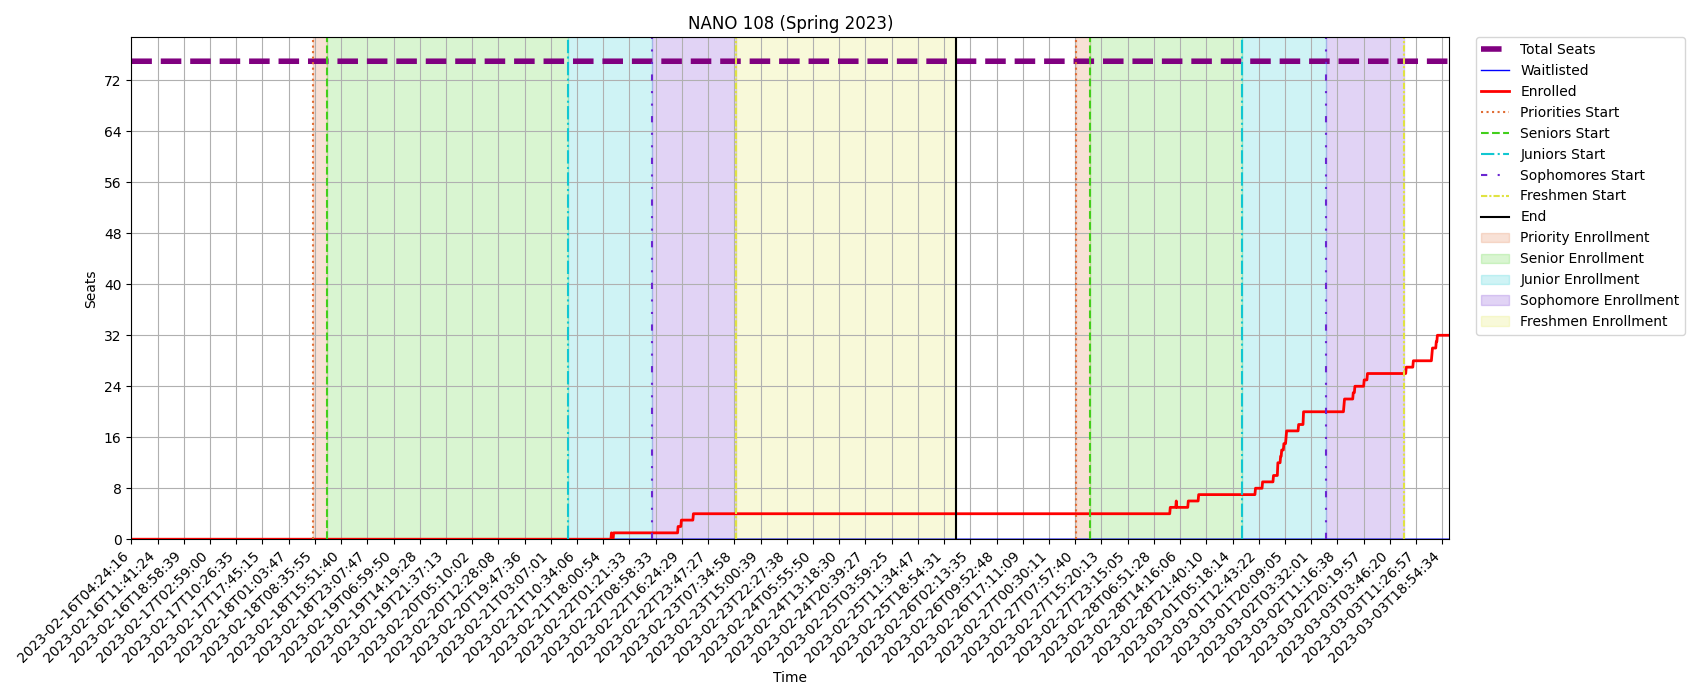 NANO 108 (Spring 2023)
Seats
72
64
56
48
40
32
24
16
8
0
2023-02-16T04:24:16
2023-02-16T11:41:24
2023-02-16T18:58:39
2023-02-17T02:59:00
2023-02-17T10:26:35
2023-02-17T17:45:15
2023-02-18T01:03:47
2023-02-18T08:35:55
2023-02-18T15:51:40
2023-02-18T23:07:47
2023-02-19T06:59:50
2023-02-19T14:19:28
2023-02-19T21:37:13
2023-02-20T05:10:02
2023-02-20T12:28:08
2023-02-20T19:47:36
2023-02-21T03:07:01
2023-02-21T10:34:06
2023-02-21T18:00:54
2023-02-22T01:21:33
2023-02-22T08:58:33
2023-02-22T16:24:29
2023-02-22T23:47:27
2023-02-23T07:34:58
2023-02-23T15:00:39
2023-02-23T22:27:38
2023-02-24T05:55:50
2023-02-24T13:18:30
2023-02-24T20:39:27
2023-02-25T03:59:25
2023-02-25T11:34:47
2023-02-25T18:54:31
2023-02-26T02:13:35
2023-02-26T09:52:48
2023-02-26T17:11:09
2023-02-27T00:30:11
2023-02-27T07:57:40
2023-02-27T15:20:13
2023-02-27T23:15:05
2023-02-28T06:51:28
2023-02-28T14:16:06
2023-02-28T21:40:10
2023-03-01T05:18:14
2023-03-01T12:43:22
2023-03-01T20:09:05
2023-03-02T03:32:01
2023-03-02T11:16:38
2023-03-02T20:19:57
2023-03-03T03:46:20
2023-03-03T11:26:57
2023-03-03T18:54:34
Time
Total Seats
Waitlisted
Enrolled
Priorities Start
Seniors Start
Juniors Start
Sophomores Start
Freshmen Start
End
Priority Enrollment
Senior Enrollment
Junior Enrollment
Sophomore Enrollment
Freshmen Enrollment